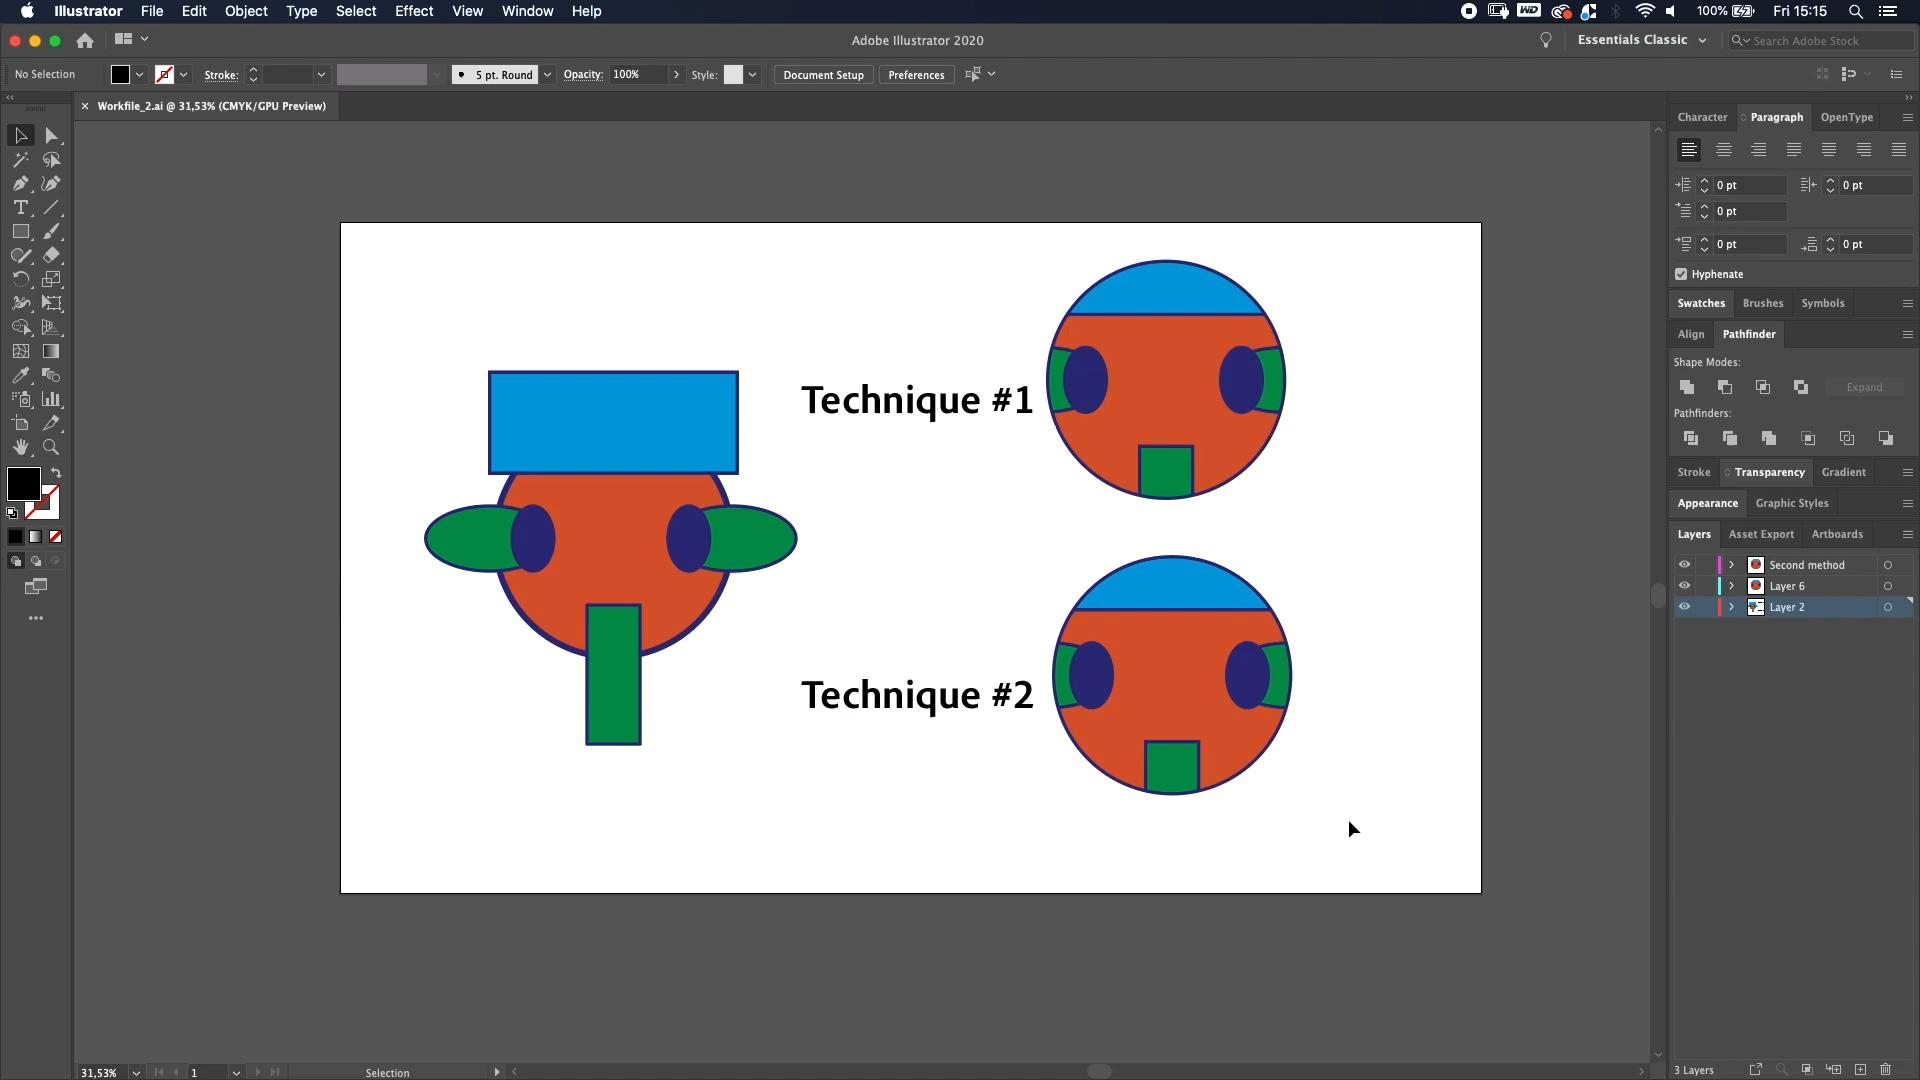 Illustrator File Edit Object Type Select Effect View Window Help WD 100% Fri 15:15
Adobe Illustrator 2020 Essentials Classic Search Adobe Stock
No Selection Stroke: 5 pt. Round Opacity: 100% Style: Document Setup Preferences
× Workfile_2.ai @ 31,53% (CMYK/GPU Preview)
Character Paragraph OpenType
0 pt 0 pt
0 pt
0 pt 0 pt
Hyphenate
Swatches Brushes Symbols
Align Pathfinder
Shape Modes:
Expand
Pathfinders:
Stroke Transparency Gradient
Appearance Graphic Styles
Layers Asset Export Artboards
Second method
Layer 6
Layer 2
Technique #1
Technique #2
31,53% 1 Selection 3 Layers